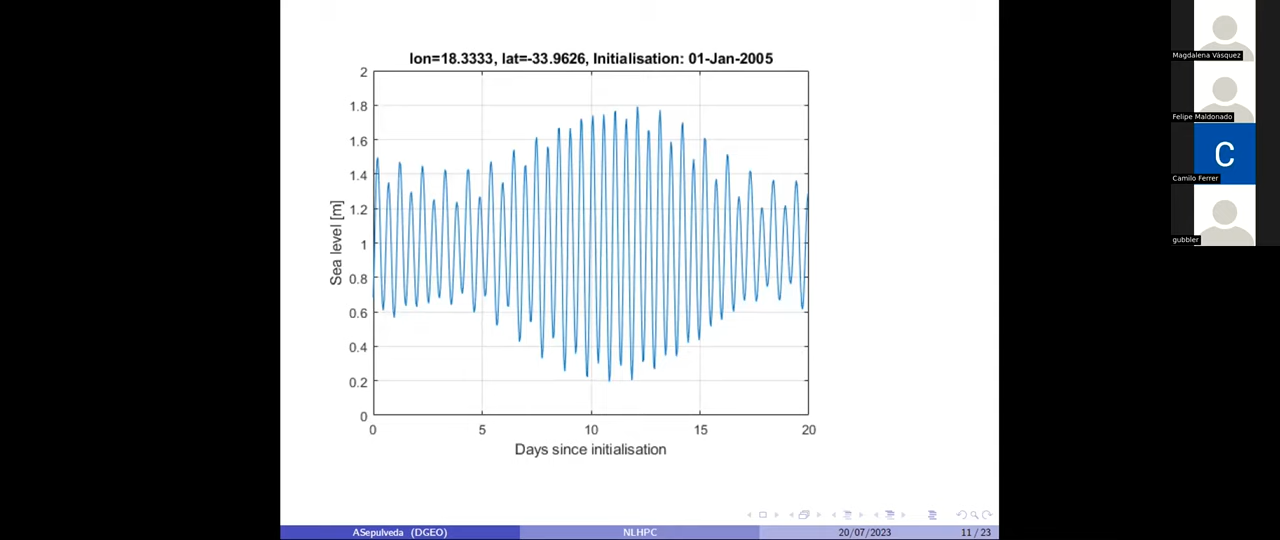 lon=18.3333, lat=-33.9626, Initialisation: 01-Jan-2005
2
1.8
1.6
1.4
1.2
1
0.8
0.6
0.4
0.2
0
Sea level [m]
0 5 10 15 20
Days since initialisation
ASepulveda (DGEO) NLHPC 20/07/2023 11 / 23
Magdalena Vásquez
Felipe Maldonado
C
Camilo Ferrer
gubbler